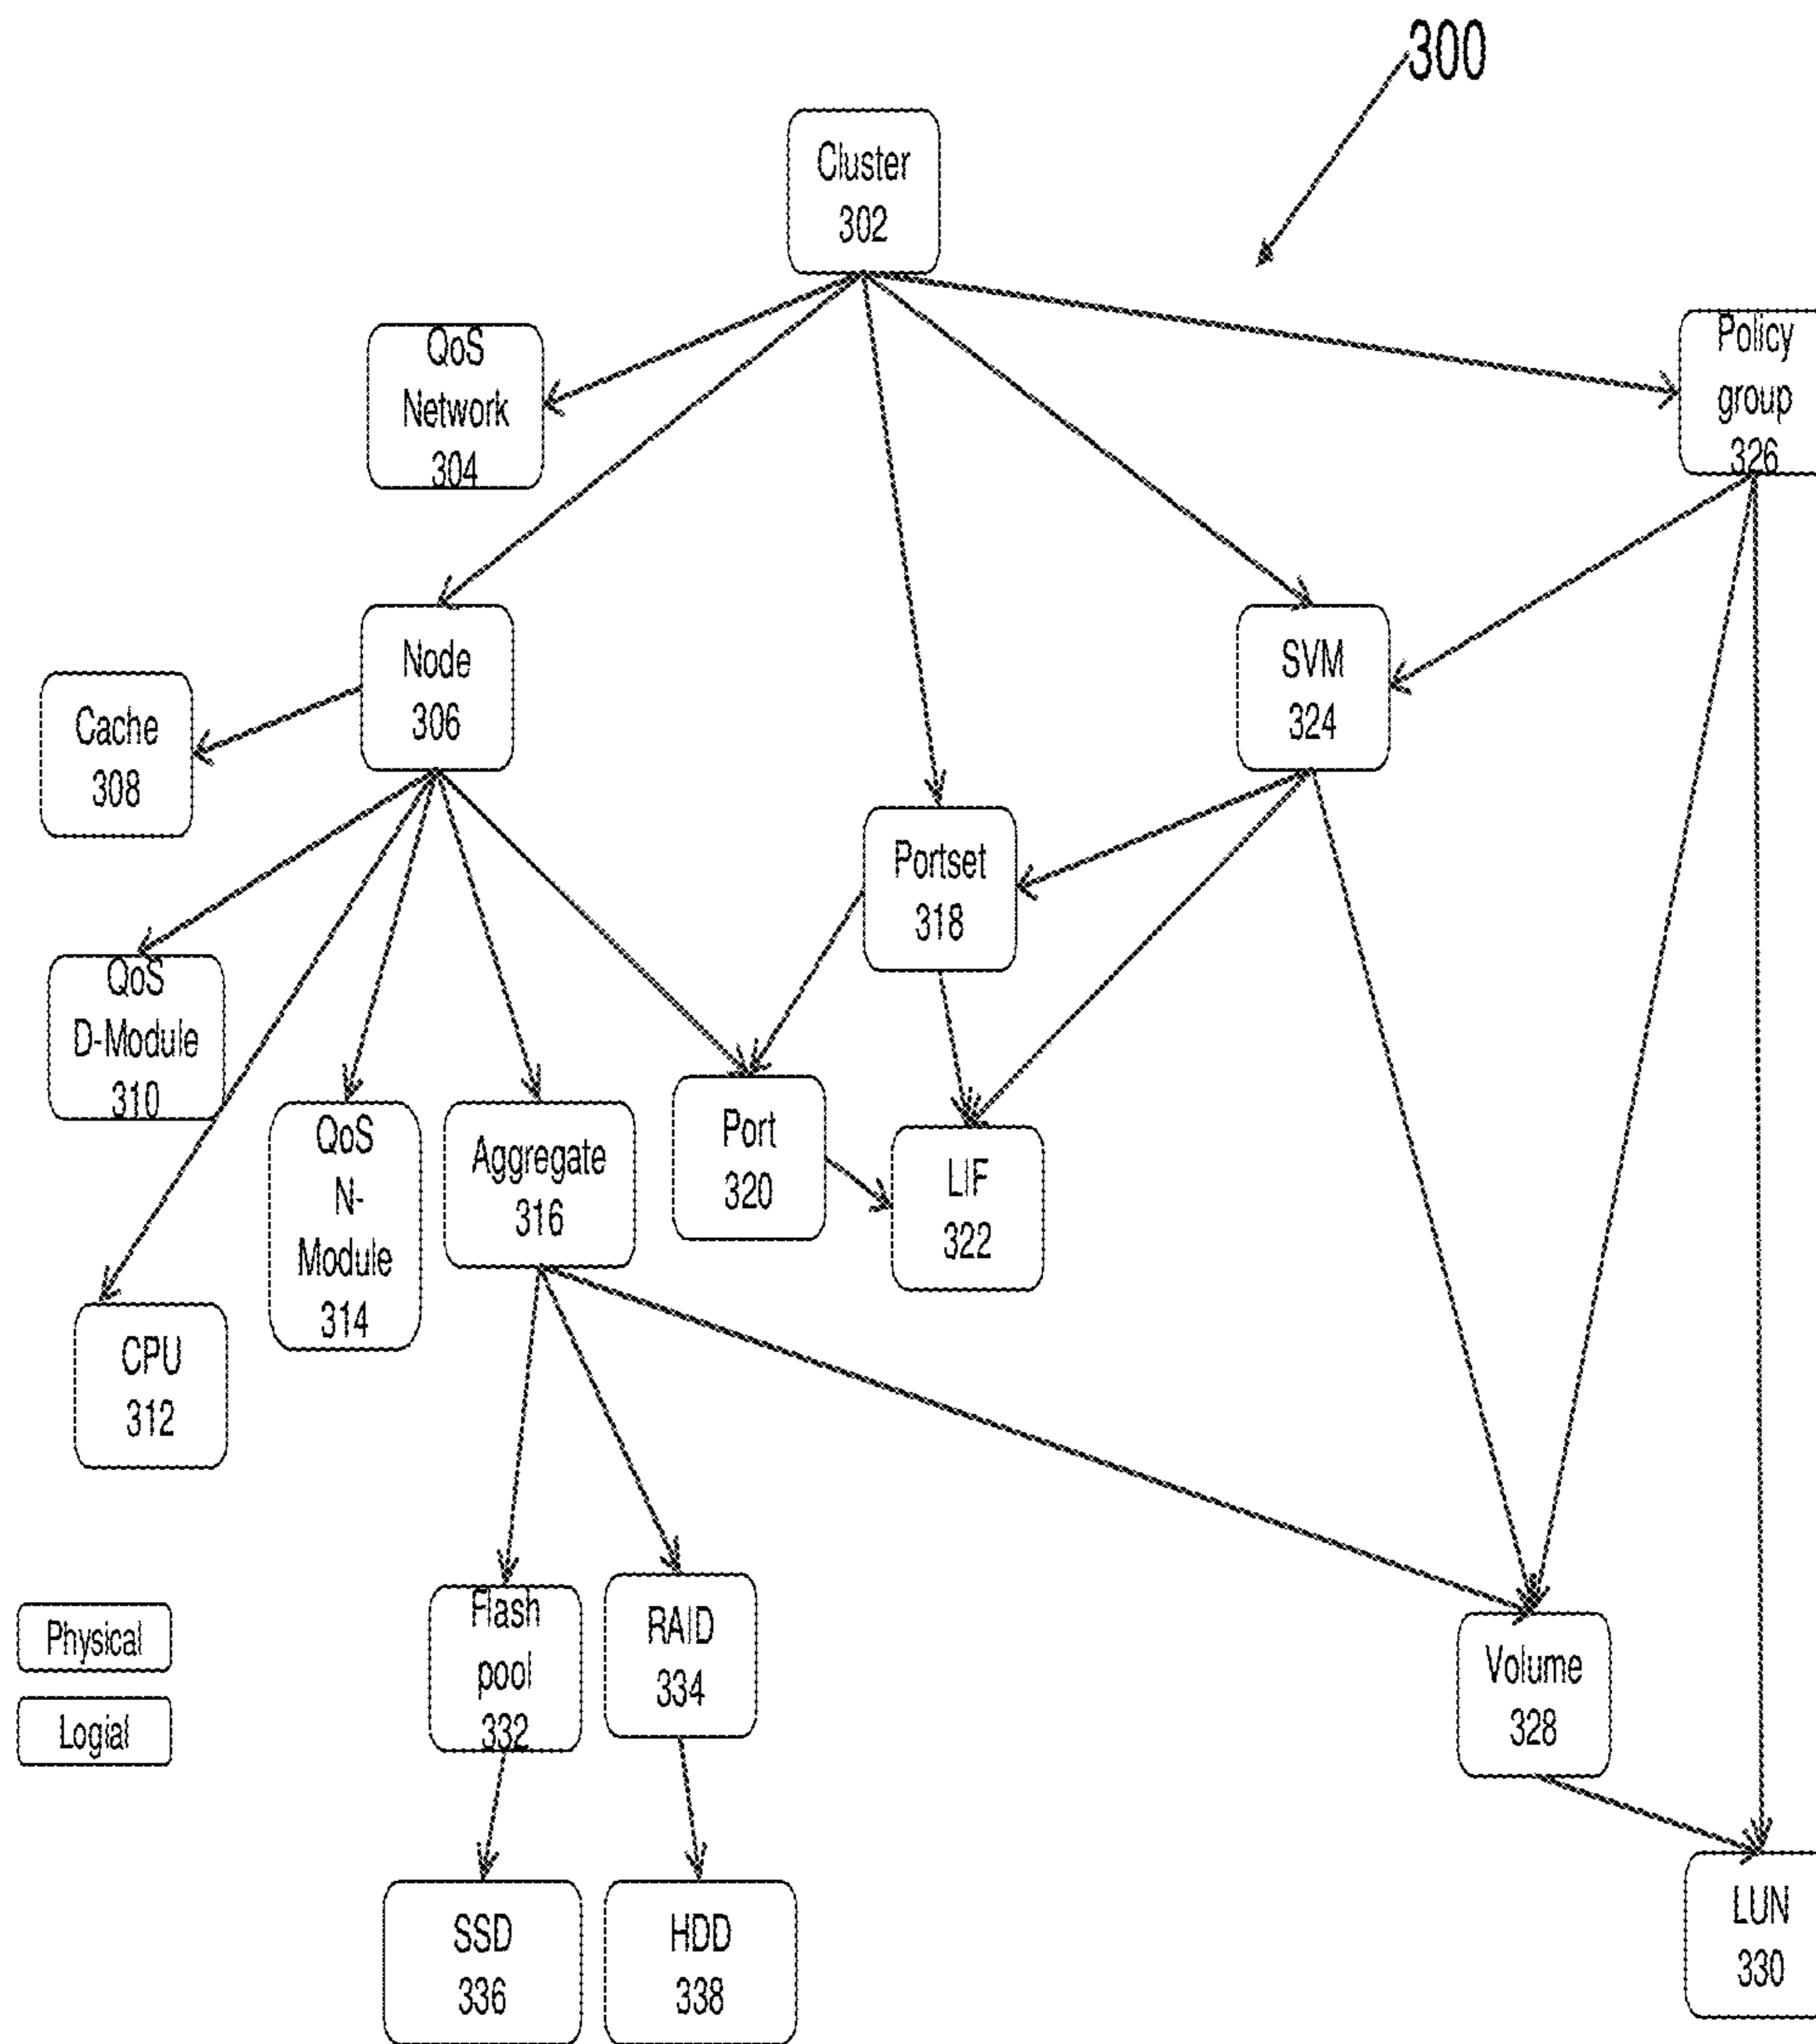 300
Cluster
302
QoS
Network
304
Policy
group
326
Node
306
SVM
324
Cache
308
Portset
318
QoS
D-Module
310
QoS
N-
Module
314
Aggregate
316
Port
320
LIF
322
CPU
312
Flash
pool
332
RAID
334
Physical
Logial
Volume
328
SSD
336
HDD
338
LUN
330